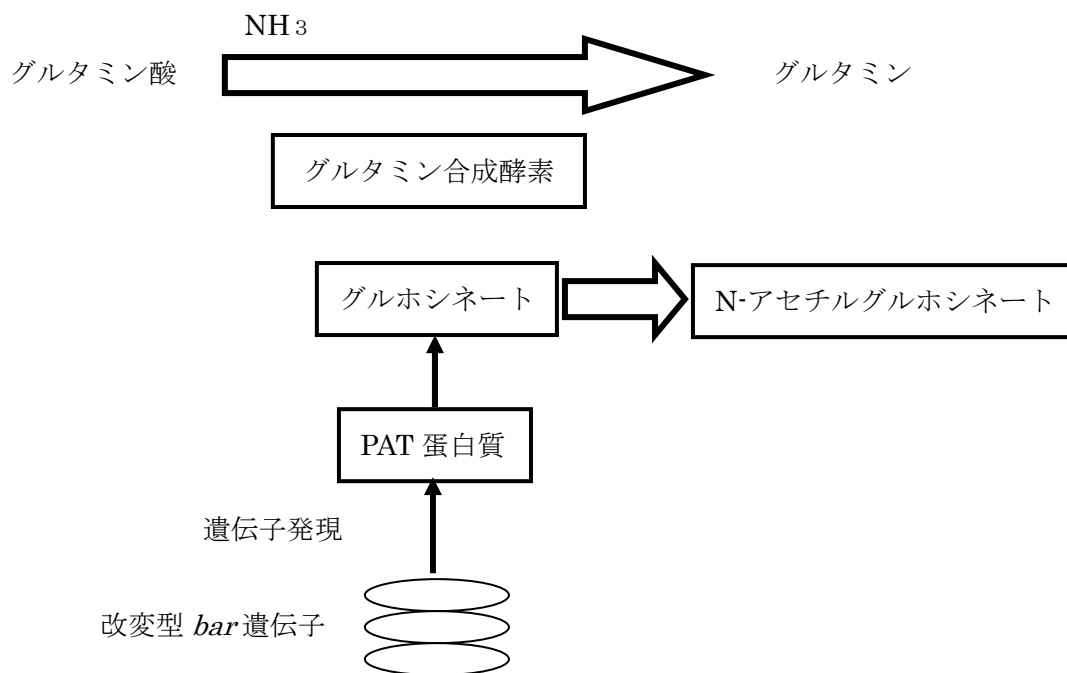 NH３
グルタミン酸
グルタミン
グルタミン合成酵素
グルホシネート
N-アセチルグルホシネート
PAT 蛋白質
遺伝子発現
改変型 bar 遺伝子